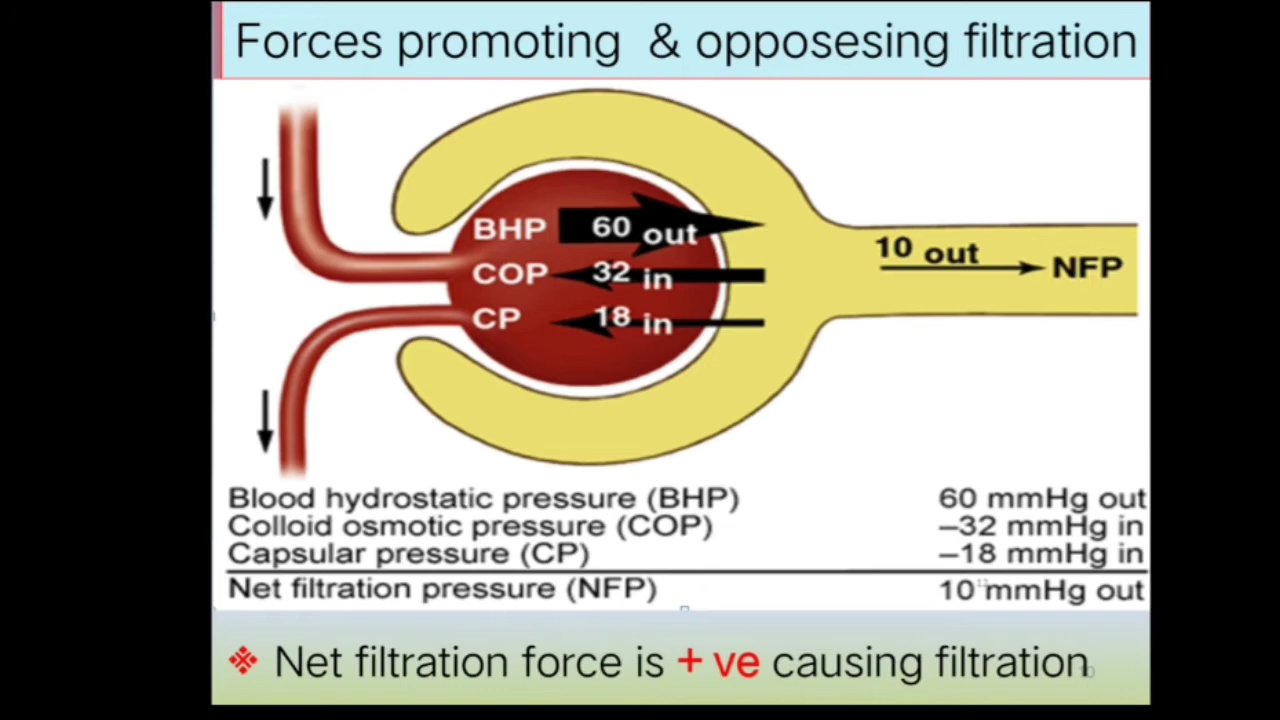 Forces promoting & opposesing filtration
BHP 60 out
COP 32 in
CP 18 in
10 out
NFP
Blood hydrostatic pressure (BHP) 60 mmHg out
Colloid osmotic pressure (COP) –32 mmHg in
Capsular pressure (CP) –18 mmHg in
Net filtration pressure (NFP) 10 mmHg out
❖ Net filtration force is + ve causing filtration
10